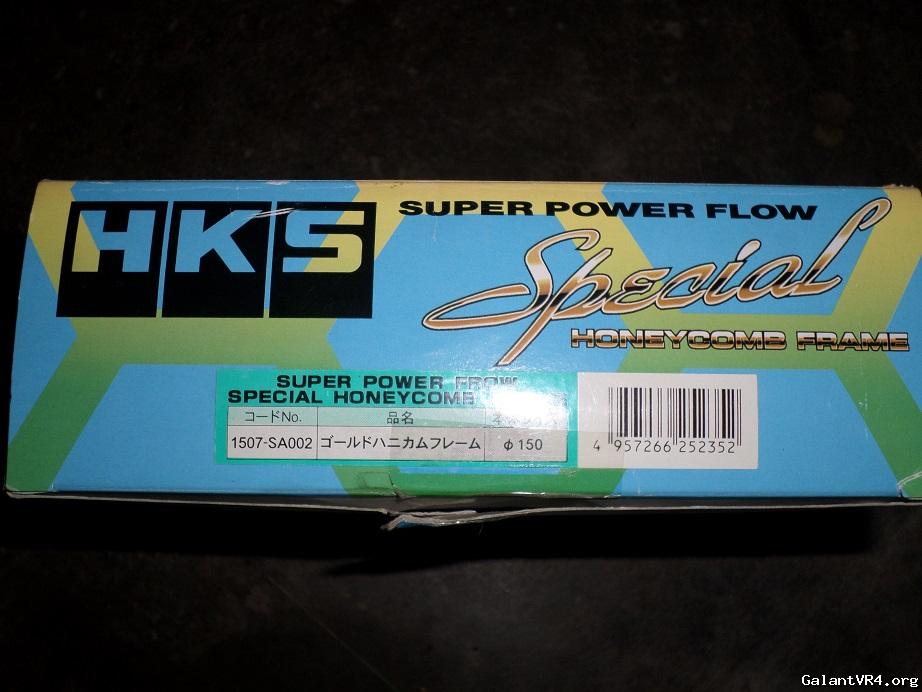 HKS
SUPER POWER FLOW
Special
HONEYCOMB FRAME
SUPER POWER FROW
SPECIAL HONEYCOMB
コードNo. 品名
1507-SA002 ゴールドハニカムフレーム φ150
4 957266 252352
GalantVR4.org